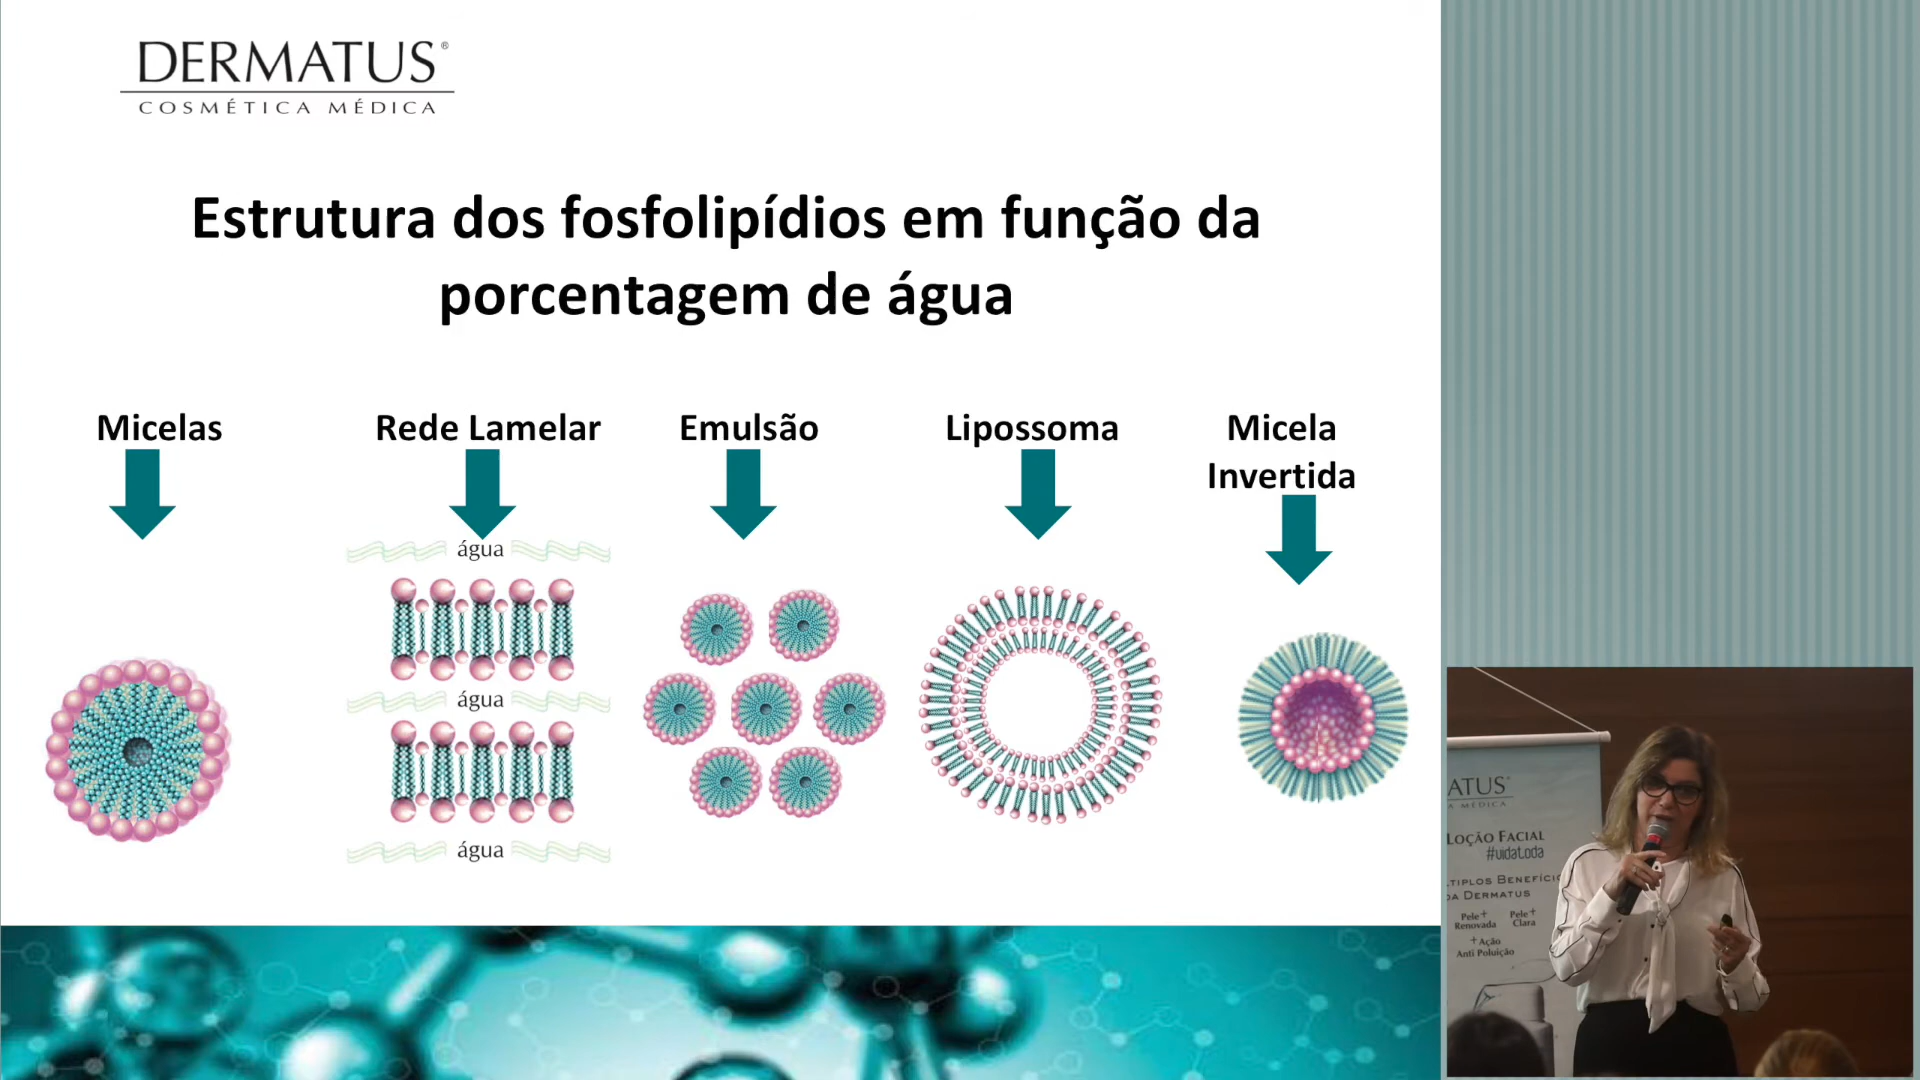 DERMATUS®
COSMÉTICA MÉDICA
Estrutura dos fosfolipídios em função da
porcentagem de água
Micelas
Rede Lamelar
Emulsão
Lipossoma
Micela
Invertida
água
água
água
ATUS®
A MÉDICA
LOÇÃO FACIAL
#vidatoda
TIPLOS BENEFÍCI
DA DERMATUS
Pele+
Renovada
Pele+
Clara
+Ação
Anti Poluição